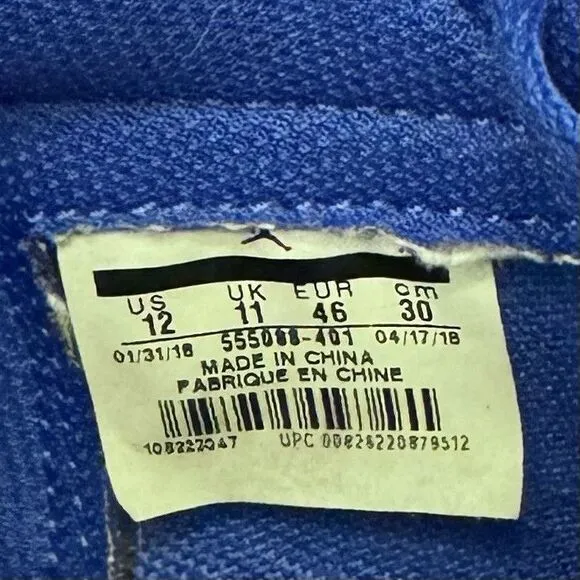 US UK EUR cm
12 11 46 30
01/31/18 555088-401 04/17/18
MADE IN CHINA
FABRIQUE EN CHINE
UPC 00826220879512